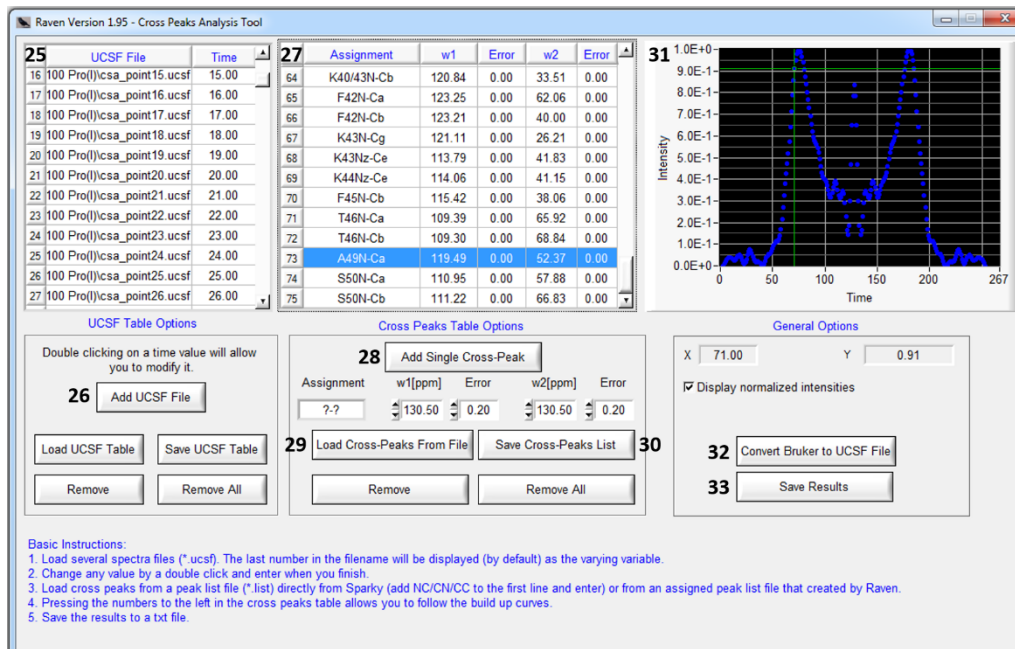 Raven Version 1.95 - Cross Peaks Analysis Tool
25 UCSF File Time
16 100 Pro(I)\csa_point15.ucsf 15.00
17 100 Pro(I)\csa_point16.ucsf 16.00
18 100 Pro(I)\csa_point17.ucsf 17.00
19 100 Pro(I)\csa_point18.ucsf 18.00
20 100 Pro(I)\csa_point19.ucsf 19.00
21 100 Pro(I)\csa_point20.ucsf 20.00
22 100 Pro(I)\csa_point21.ucsf 21.00
23 100 Pro(I)\csa_point22.ucsf 22.00
24 100 Pro(I)\csa_point23.ucsf 23.00
25 100 Pro(I)\csa_point24.ucsf 24.00
26 100 Pro(I)\csa_point25.ucsf 25.00
27 100 Pro(I)\csa_point26.ucsf 26.00
27 Assignment w1 Error w2 Error
64 K40/43N-Cb 120.84 0.00 33.51 0.00
65 F42N-Ca 123.25 0.00 62.06 0.00
66 F42N-Cb 123.21 0.00 40.00 0.00
67 K43N-Cg 121.11 0.00 26.21 0.00
68 K43Nz-Ce 113.79 0.00 41.83 0.00
69 K44Nz-Ce 114.06 0.00 41.15 0.00
70 F45N-Cb 115.42 0.00 38.06 0.00
71 T46N-Ca 109.39 0.00 65.92 0.00
72 T46N-Cb 109.30 0.00 68.84 0.00
73 A49N-Ca 119.49 0.00 52.37 0.00
74 S50N-Ca 110.95 0.00 57.88 0.00
75 S50N-Cb 111.22 0.00 66.83 0.00
31
Intensity
1.0E+0
9.0E-1
8.0E-1
7.0E-1
6.0E-1
5.0E-1
4.0E-1
3.0E-1
2.0E-1
1.0E-1
0.0E+0
0 50 100 150 200 267
Time
UCSF Table Options
Double clicking on a time value will allow
you to modify it.
26 Add UCSF File
Load UCSF Table Save UCSF Table
Remove Remove All
Cross Peaks Table Options
28 Add Single Cross-Peak
Assignment w1[ppm] Error w2[ppm] Error
?-? 130.50 0.20 130.50 0.20
29 Load Cross-Peaks From File Save Cross-Peaks List 30
Remove Remove All
General Options
X 71.00 Y 0.91
Display normalized intensities
32 Convert Bruker to UCSF File
33 Save Results
Basic Instructions:
1. Load several spectra files (*.ucsf). The last number in the filename will be displayed (by default) as the varying variable.
2. Change any value by a double click and enter when you finish.
3. Load cross peaks from a peak list file (*.list) directly from Sparky (add NC/CN/CC to the first line and enter) or from an assigned peak list file that created by Raven.
4. Pressing the numbers to the left in the cross peaks table allows you to follow the build up curves.
5. Save the results to a txt file.